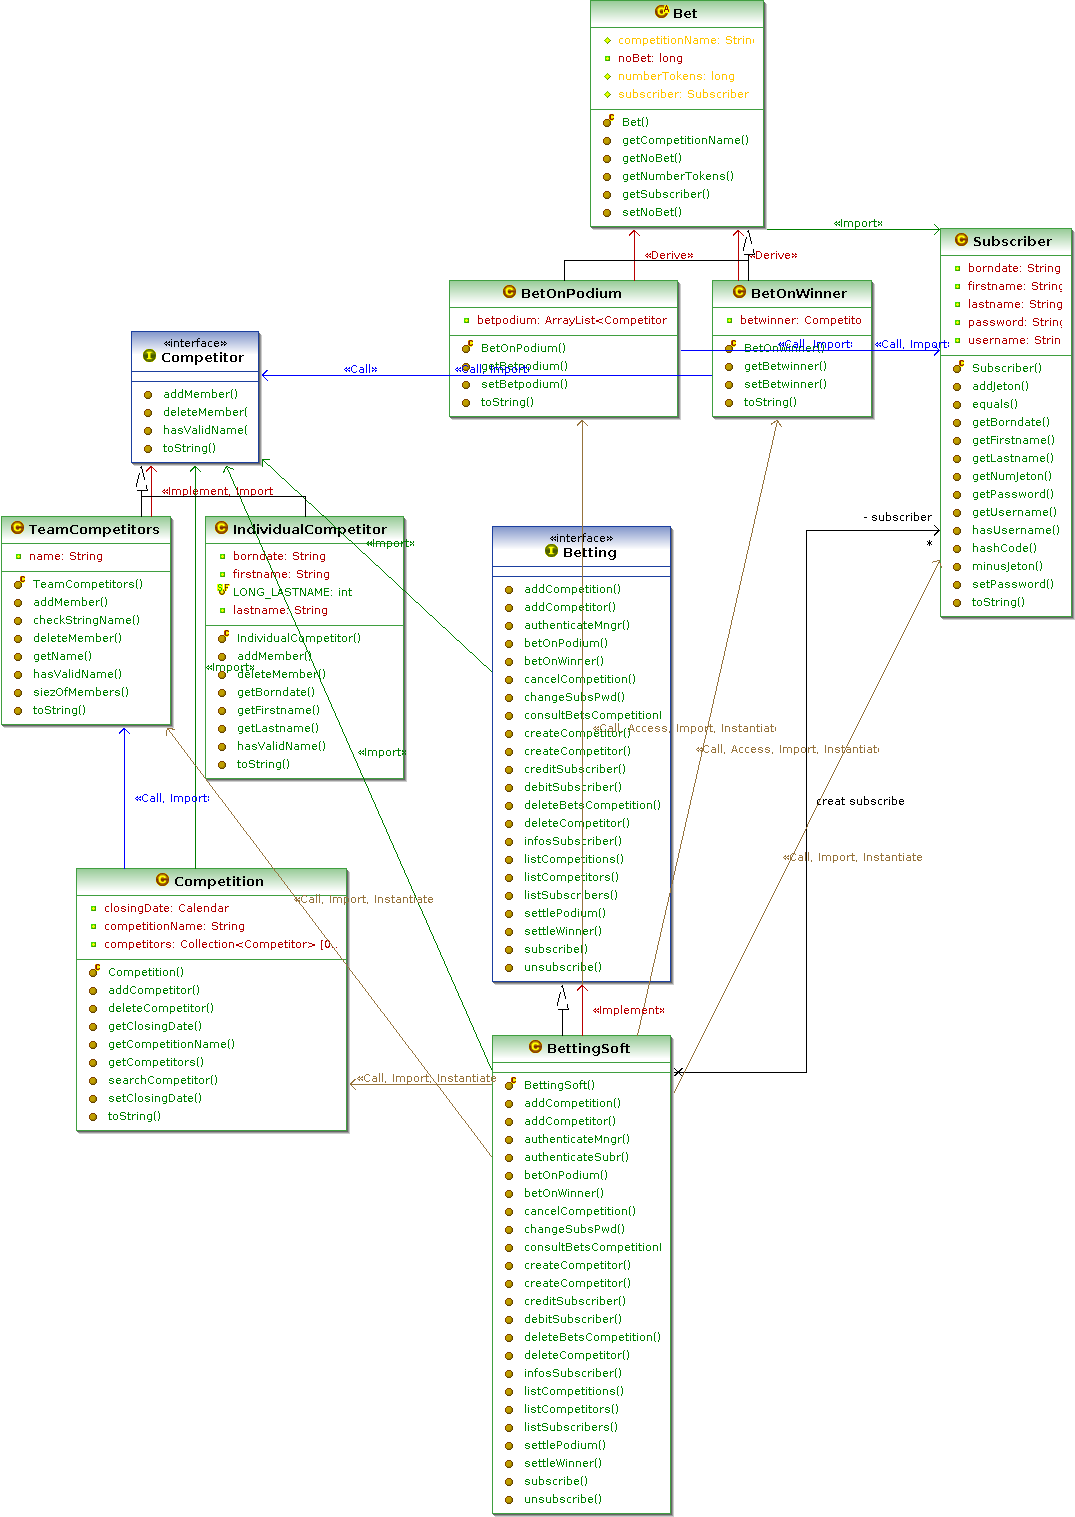 Bet
competitionName: Strin
noBet: long
numberTokens: long
subscriber: Subscriber
Bet()
getCompetitionName()
getNoBet()
getNumberTokens()
getSubscriber()
setNoBet()
«Import»
«Derive»
«Derive»
Subscriber
borndate: String
firstname: String
lastname: String
password: String
username: Strin
Subscriber()
addJeton()
equals()
getBorndate()
getFirstname()
getLastname()
getNumJeton()
getPassword()
getUsername()
hasUsername()
hashCode()
minusJeton()
setPassword()
toString()
BetOnPodium
betpodium: ArrayList<Competitor
BetOnPodium()
getBetpodium()
setBetpodium()
toString()
BetOnWinner
betwinner: Competito
BetOnWinner()
getBetwinner()
setBetwinner()
toString()
«Call, Import»
«Call, Import»
«Call»
«Call, Import»
«interface»
Competitor
addMember()
deleteMember(
hasValidName(
toString()
«Implement, Import
TeamCompetitors
name: String
TeamCompetitors()
addMember()
checkStringName()
deleteMember()
getName()
hasValidName()
siezOfMembers()
toString()
IndividualCompetitor
borndate: String
firstname: String
LONG_LASTNAME: int
lastname: String
IndividualCompetitor()
addMember()
deleteMember()
getBorndate()
getFirstname()
getLastname()
hasValidName()
toString()
«Import»
«Import»
«Import»
- subscriber
*
«interface»
Betting
addCompetition()
addCompetitor()
authenticateMngr()
betOnPodium()
betOnWinner()
cancelCompetition()
changeSubsPwd()
consultBetsCompetition(
createCompetitor()
createCompetitor()
creditSubscriber()
debitSubscriber()
deleteBetsCompetition()
deleteCompetitor()
infosSubscriber()
listCompetitions()
listCompetitors()
listSubscribers()
settlePodium()
settleWinner()
subscribe()
unsubscribe()
«Call, Access, Import, Instantiate
«Call, Access, Import, Instantiate
creat subscribe
«Call, Import, Instantiate
«Call, Import»
Competition
closingDate: Calendar
competitionName: String
competitors: Collection<Competitor> [0..
Competition()
addCompetitor()
deleteCompetitor()
getClosingDate()
getCompetitionName()
getCompetitors()
searchCompetitor()
setClosingDate()
toString()
«Call, Import, Instantiate
«Implement»
«Call, Import, Instantiate
BettingSoft
BettingSoft()
addCompetition()
addCompetitor()
authenticateMngr()
authenticateSubr()
betOnPodium()
betOnWinner()
cancelCompetition()
changeSubsPwd()
consultBetsCompetition(
createCompetitor()
createCompetitor()
creditSubscriber()
debitSubscriber()
deleteBetsCompetition()
deleteCompetitor()
infosSubscriber()
listCompetitions()
listCompetitors()
listSubscribers()
settlePodium()
settleWinner()
subscribe()
unsubscribe()